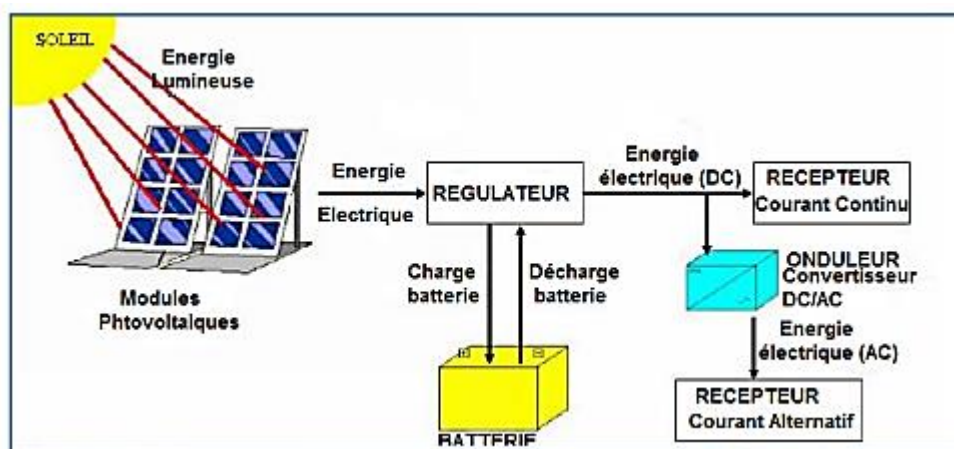 SOLEIL
Energie
Lumineuse
Modules
Phtovoltalques
Energie
Electrique
REGULATEUR
Charge
batterie
Décharge
batterie
BATTERIE
Energie
électrique (DC)
RECEPTEUR
Courant Continu
ONDULEUR
Convertisseur
DC/AC
Energie
électrique (AC)
RECEPTEUR
Courant Alternatif